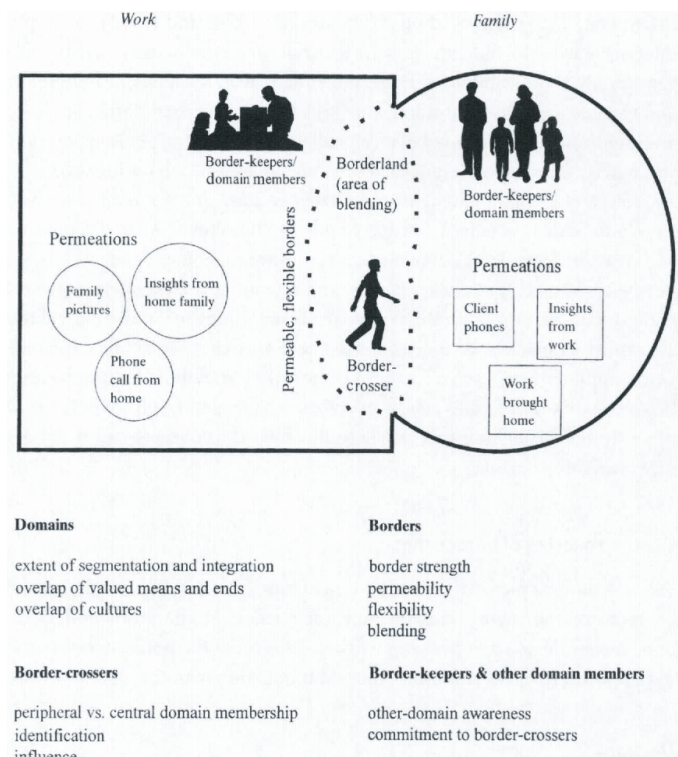 Work
Family
Border-keepers/
domain members
Borderland
(area of
blending)
Border-keepers/
domain members
Permeable, flexible borders
Permeations
Family
pictures
Insights from
home family
Phone
call from
home
Border-
crosser
Permeations
Client
phones
Insights
from
work
Work
brought
home
Domains
extent of segmentation and integration
overlap of valued means and ends
overlap of cultures
Borders
border strength
permeability
flexibility
blending
Border-crossers
peripheral vs. central domain membership
identification
influence
Border-keepers & other domain members
other-domain awareness
commitment to border-crossers